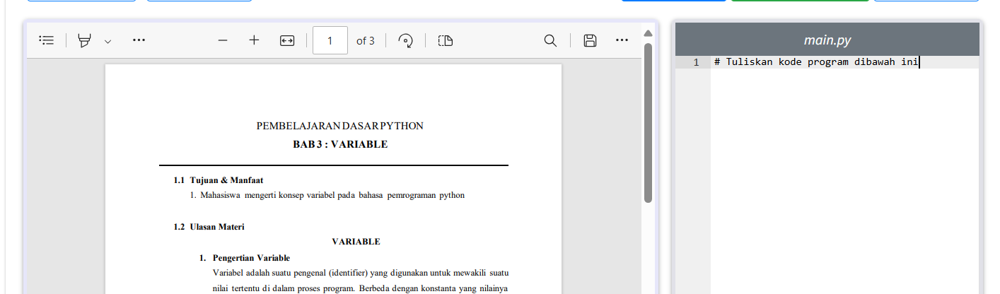 1 of 3
PEMBELAJARAN DASAR PYTHON
BAB 3 : VARIABLE
1.1 Tujuan & Manfaat
1. Mahasiswa mengerti konsep variabel pada bahasa pemrograman python
1.2 Ulasan Materi
VARIABLE
1. Pengertian Variable
Variabel adalah suatu pengenal (identifier) yang digunakan untuk mewakili suatu
nilai tertentu di dalam proses program. Berbeda dengan konstanta yang nilainya
main.py
1 # Tuliskan kode program dibawah ini